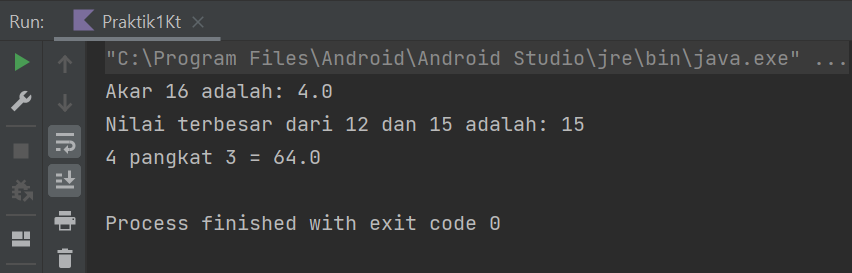 Run: Praktik1Kt
"C:\Program Files\Android\Android Studio\jre\bin\java.exe" ...
Akar 16 adalah: 4.0
Nilai terbesar dari 12 dan 15 adalah: 15
4 pangkat 3 = 64.0
Process finished with exit code 0